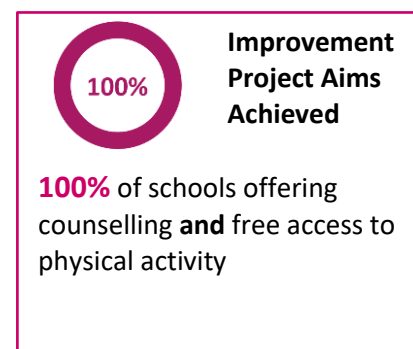 100%
Improvement
Project Aims
Achieved
100% of schools offering
counselling and free access to
physical activity